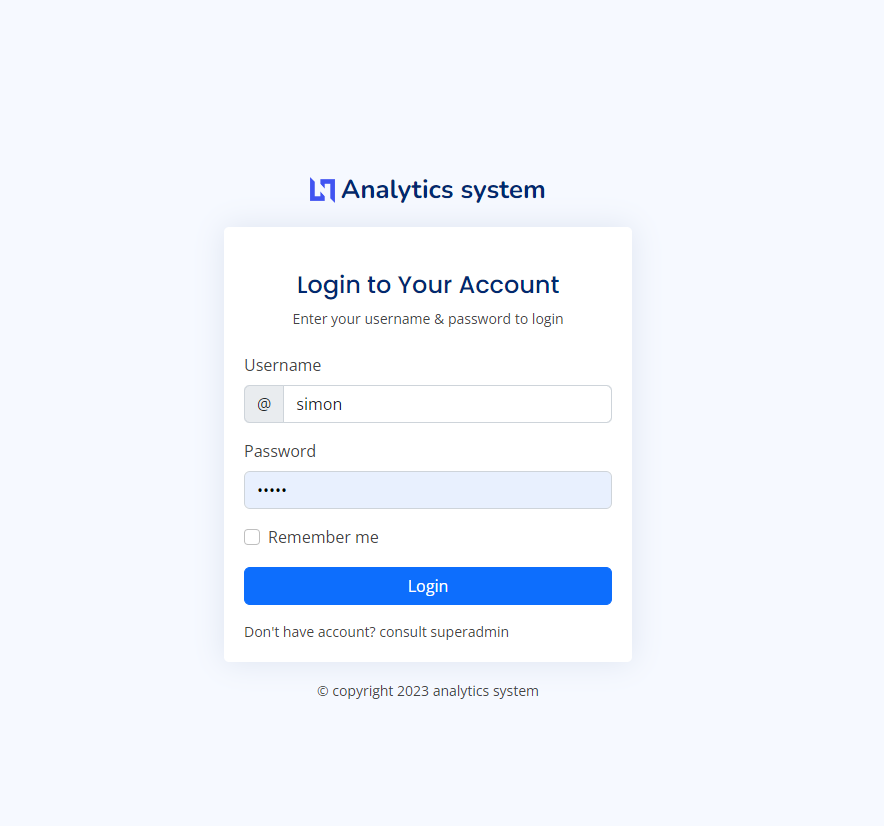 Analytics system
Login to Your Account
Enter your username & password to login
Username
@ simon
Password
•••••
Remember me
Login
Don't have account? consult superadmin
© copyright 2023 analytics system